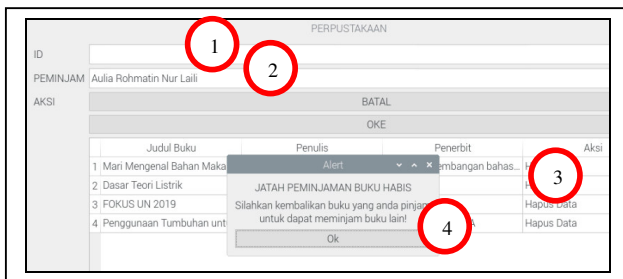 PERPUSTAKAAN
ID
1
PEMINJAM Aulia Rohmatin Nur Laili
2
AKSI BATAL
OKE
Judul Buku Penulis Penerbit Aksi
1 Mari Mengenal Bahan Maka
embangan bahas...
2 Dasar Teori Listrik
3 FOKUS UN 2019 Hapus Data
4 Penggunaan Tumbuhan unt Hapus Data
3
Alert
JATAH PEMINJAMAN BUKU HABIS
Silahkan kembalikan buku yang anda pinjam
untuk dapat meminjam buku lain!
Ok
4